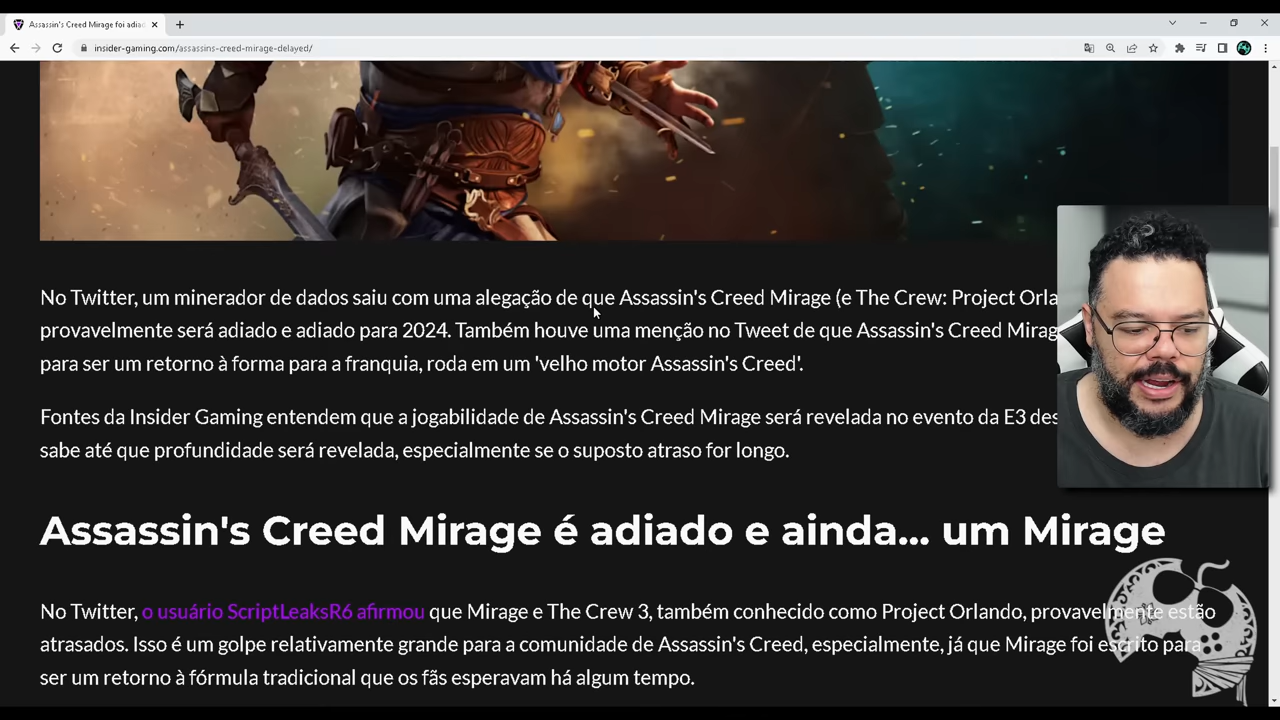 Assassin's Creed Mirage foi adiad
insider-gaming.com/assassins-creed-mirage-delayed/
No Twitter, um minerador de dados saiu com uma alegação de que Assassin's Creed Mirage (e The Crew: Project Orla
provavelmente será adiado e adiado para 2024. Também houve uma menção no Tweet de que Assassin's Creed Mirag
para ser um retorno à forma para a franquia, roda em um 'velho motor Assassin's Creed'.
Fontes da Insider Gaming entendem que a jogabilidade de Assassin's Creed Mirage será revelada no evento da E3 des
sabe até que profundidade será revelada, especialmente se o suposto atraso for longo.
Assassin's Creed Mirage é adiado e ainda... um Mirage
No Twitter, o usuário ScriptLeaksR6 afirmou que Mirage e The Crew 3, também conhecido como Project Orlando, provavelmente estão
atrasados. Isso é um golpe relativamente grande para a comunidade de Assassin's Creed, especialmente, já que Mirage foi escrito para
ser um retorno à fórmula tradicional que os fãs esperavam há algum tempo.